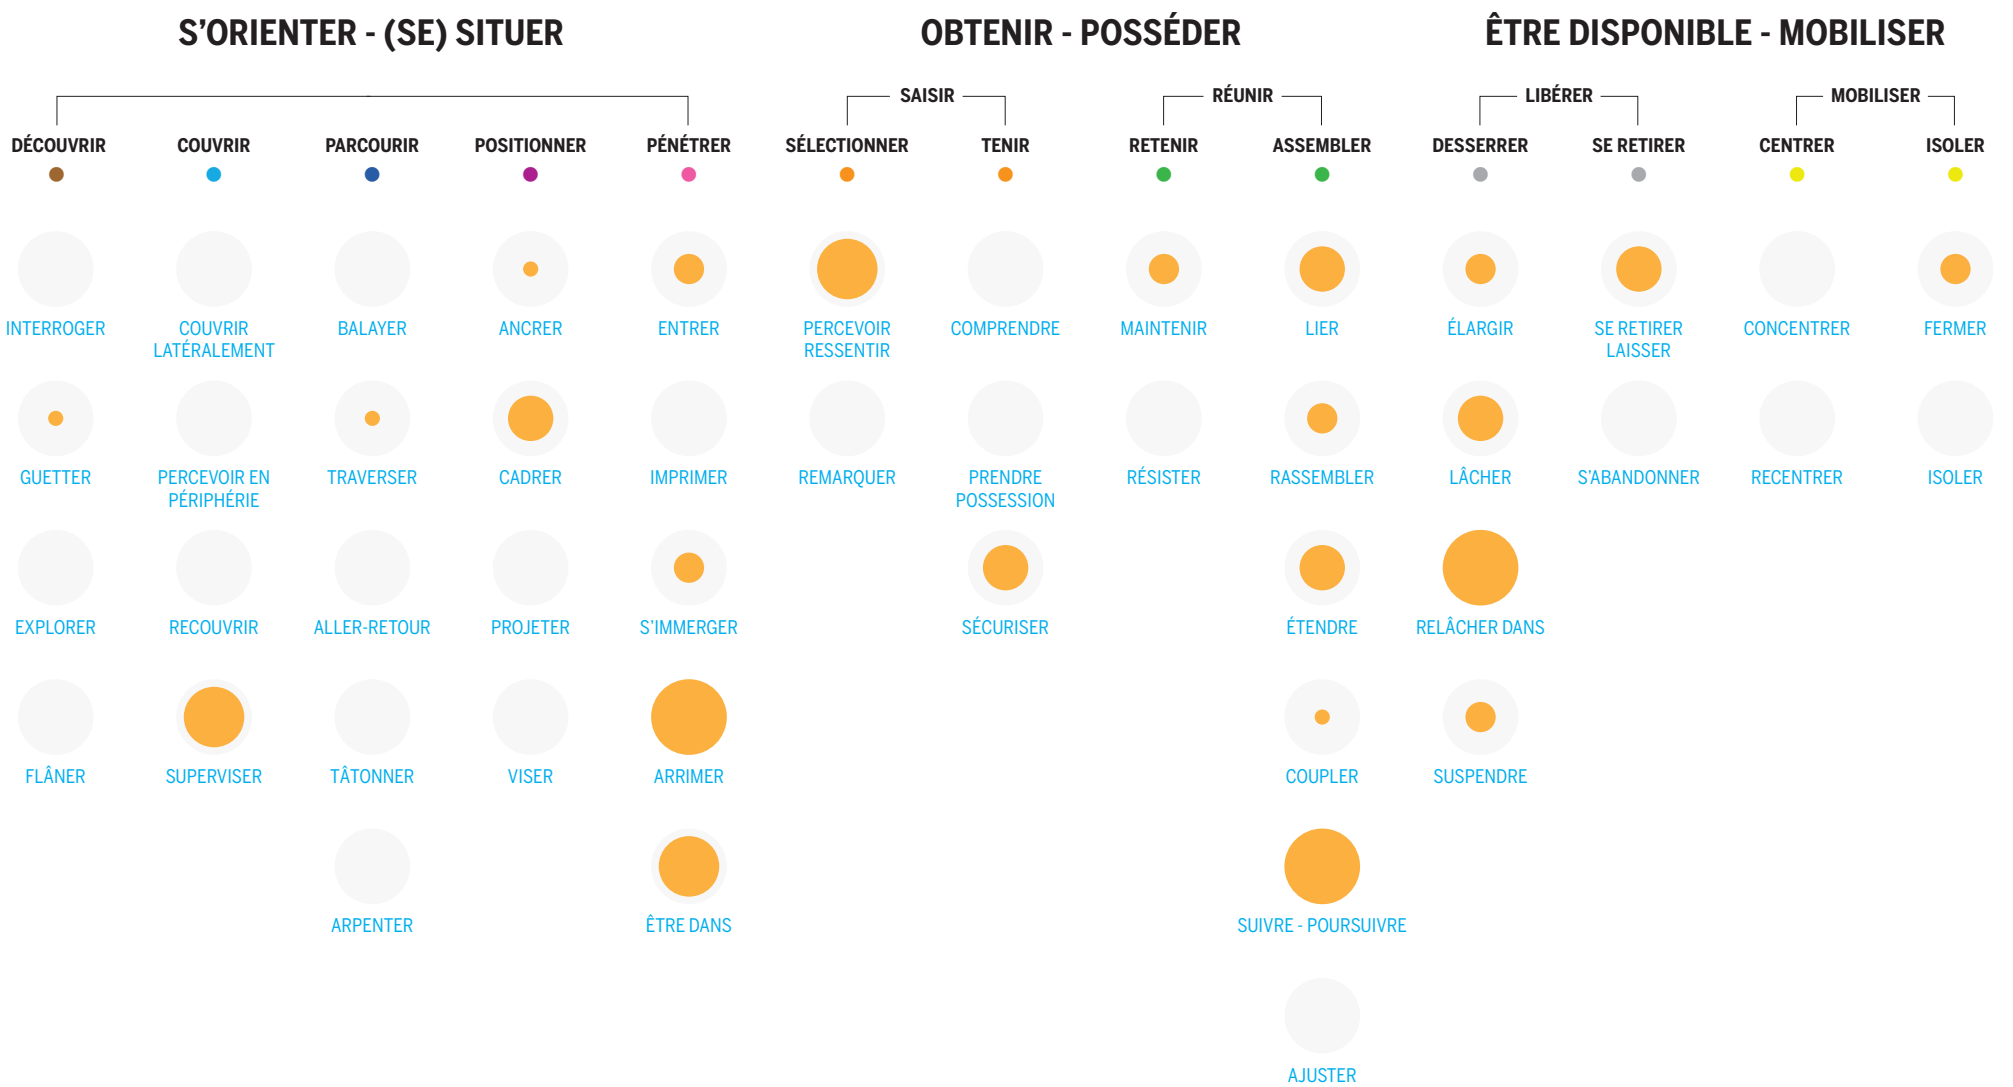 S’ORIENTER - (SE) SITUER
OBTENIR - POSSÉDER
ÊTRE DISPONIBLE - MOBILISER
SAISIR
RÉUNIR
LIBÉRER
MOBILISER
DÉCOUVRIR
COUVRIR
PARCOURIR
POSITIONNER
PÉNÉTRER
SÉLECTIONNER
TENIR
RETENIR
ASSEMBLER
DESSERRER
SE RETIRER
CENTRER
ISOLER
INTERROGER
COUVRIR
LATÉRALEMENT
BALAYER
ANCRER
ENTRER
PERCEVOIR
RESSENTIR
COMPRENDRE
MAINTENIR
LIER
ÉLARGIR
SE RETIRER
LAISSER
CONCENTRER
FERMER
GUETTER
PERCEVOIR EN
PÉRIPHÉRIE
TRAVERSER
CADRER
IMPRIMER
REMARQUER
PRENDRE
POSSESSION
RÉSISTER
RASSEMBLER
LÂCHER
S’ABANDONNER
RECENTRER
ISOLER
EXPLORER
RECOUVRIR
ALLER-RETOUR
PROJETER
S’IMMERGER
SÉCURISER
ÉTENDRE
RELÂCHER DANS
FLÂNER
SUPERVISER
TÂTONNER
VISER
ARRIMER
COUPLER
SUSPENDRE
ARPENTER
ÊTRE DANS
SUIVRE - POURSUIVRE
AJUSTER